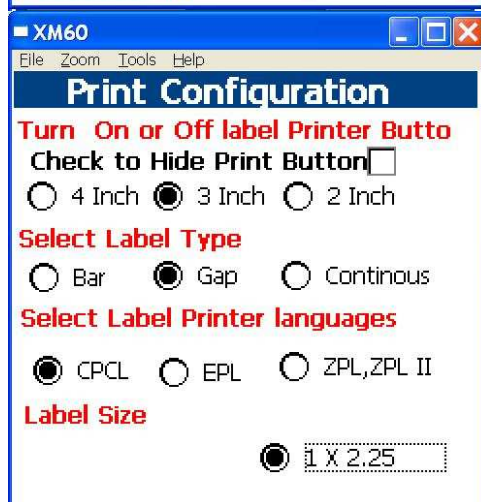 XM60
File Zoom Tools Help
Print Configuration
Turn On or Off label Printer Butto
Check to Hide Print Button
4 Inch 3 Inch 2 Inch
Select Label Type
Bar Gap Continous
Select Label Printer languages
CPCL EPL ZPL,ZPL II
Label Size
1 X 2.25